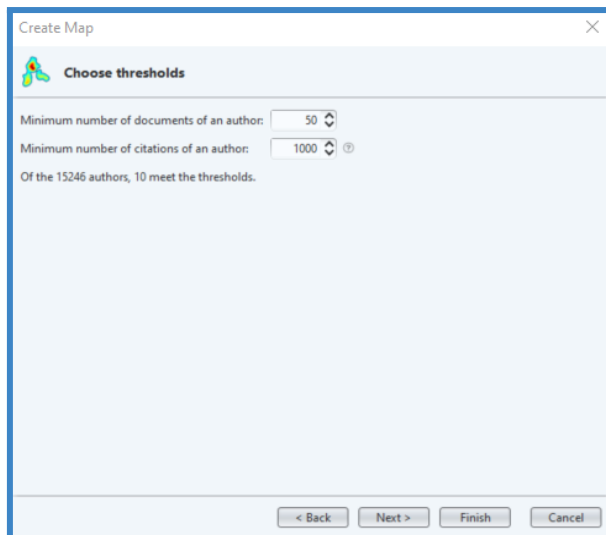 Create Map
Choose thresholds
Minimum number of documents of an author: 50
Minimum number of citations of an author: 1000
Of the 15246 authors, 10 meet the thresholds.
< Back Next > Finish Cancel